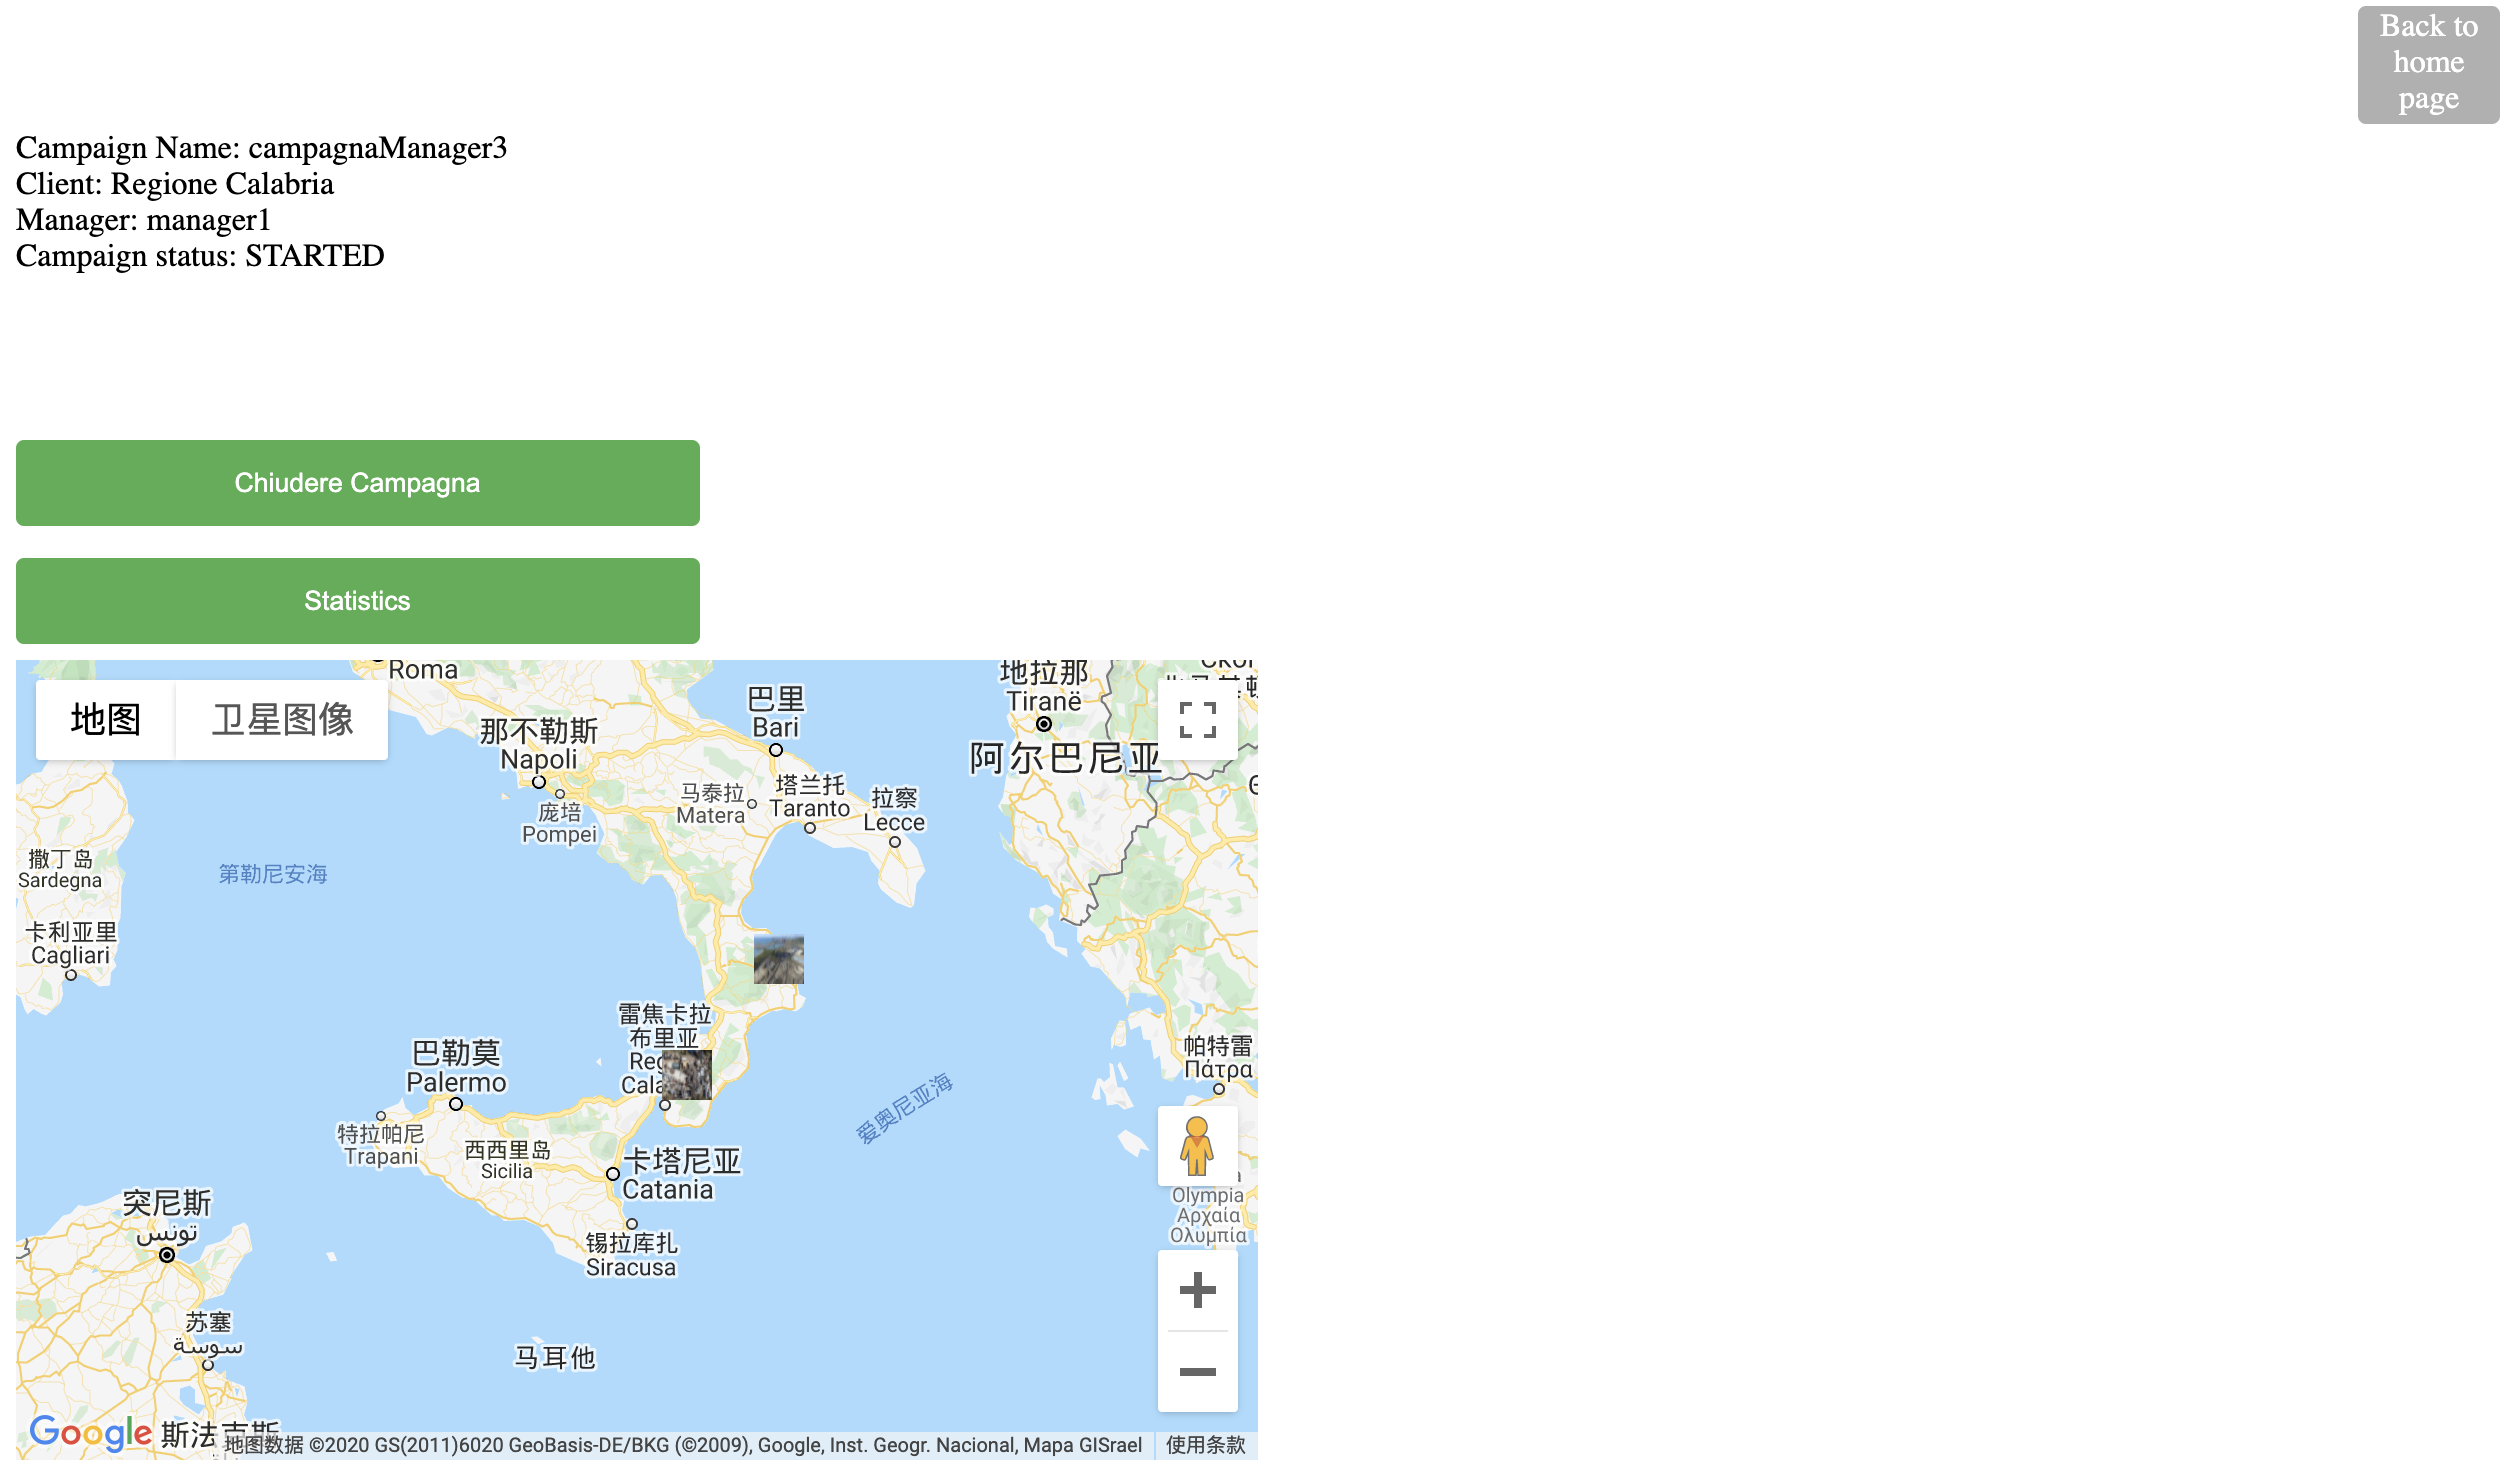 Back to
home
page
Campaign Name: campagnaManager3
Client: Regione Calabria
Manager: manager1
Campaign status: STARTED
Chiudere Campagna
Statistics
地图
卫星图像
Roma
那不勒斯
Napoli
庞培
Pompei
巴里
Bari
马泰拉
Matera
塔兰托
Taranto
拉察
Lecce
地拉那
Tiranë
阿尔巴尼亚
撒丁岛
Sardegna
第勒尼安海
卡利亚里
Cagliari
雷焦卡拉
布里亚
巴勒莫
Palermo
特拉帕尼
Trapani
西西里岛
Sicilia
卡塔尼亚
Catania
锡拉库扎
Siracusa
爱奥尼亚海
帕特雷
Πάτρα
Olympia
Αρχαία
Ολυμπία
突尼斯
تونس
苏塞
سوسة
马耳他
Google
地图数据 ©2020 GS(2011)6020 GeoBasis-DE/BKG (©2009), Google, Inst. Geogr. Nacional, Mapa GISrael
使用条款